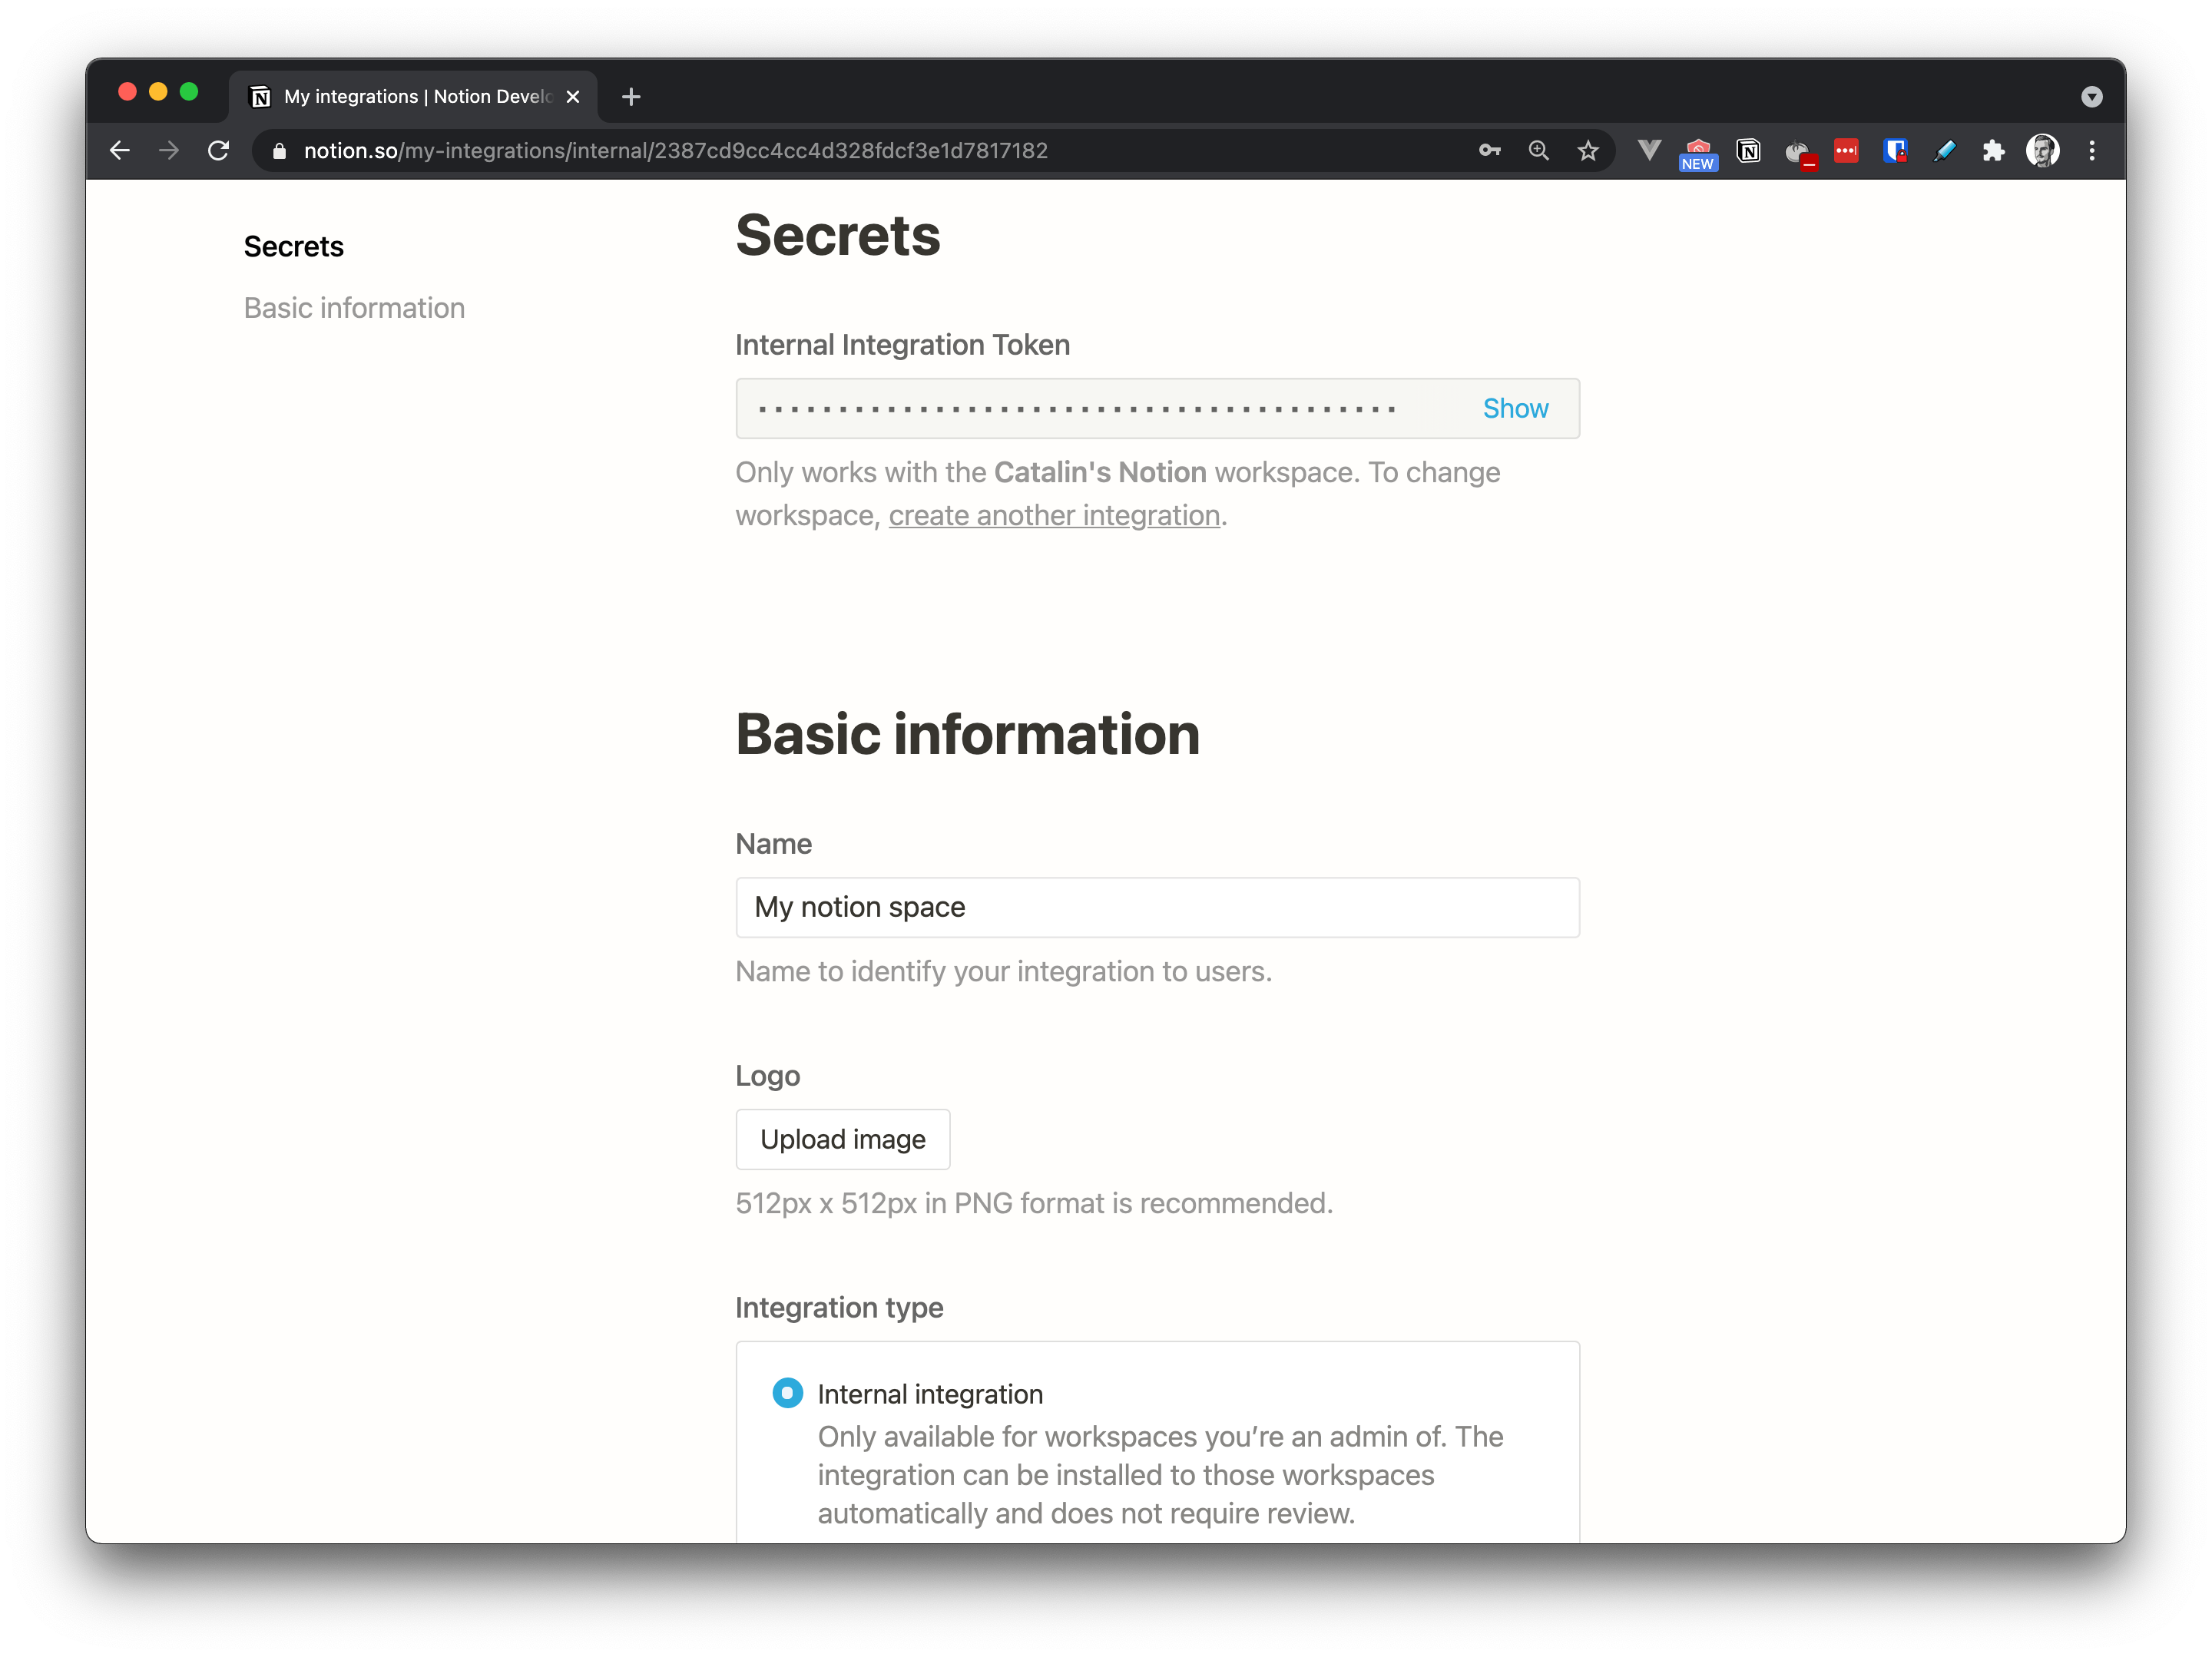 My integrations | Notion Develo
notion.so/my-integrations/internal/2387cd9cc4cc4d328fdcf3e1d7817182
NEW
Secrets
Basic information
Secrets
Internal Integration Token
Show
Only works with the Catalin's Notion workspace. To change
workspace, create another integration.
Basic information
Name
My notion space
Name to identify your integration to users.
Logo
Upload image
512px x 512px in PNG format is recommended.
Integration type
Internal integration
Only available for workspaces you’re an admin of. The
integration can be installed to those workspaces
automatically and does not require review.